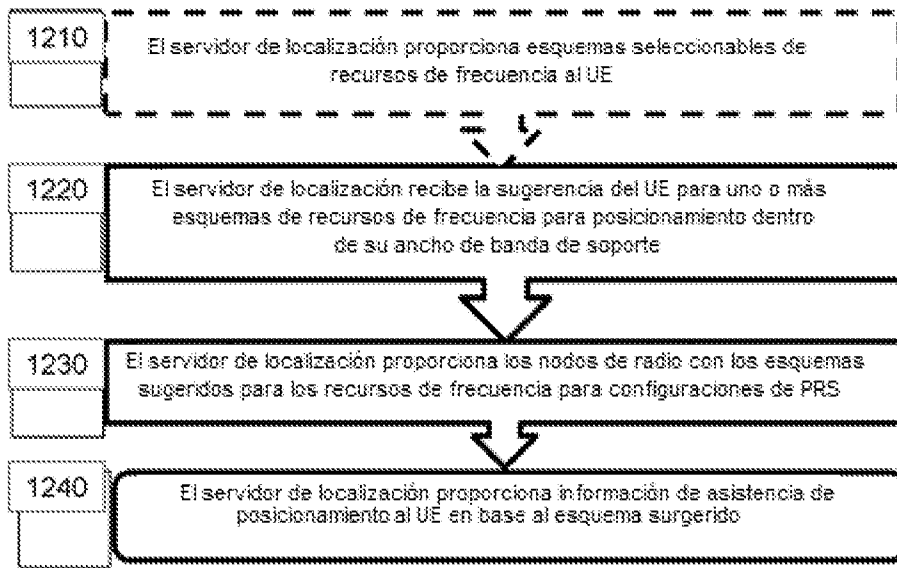 1210
El servidor de localización proporciona esquemas seleccionables de
recursos de frecuencia al UE
1220
El servidor de localización recibe la sugerencia del UE para uno o más
esquemas de recursos de frecuencia para posicionamiento dentro
de su ancho de banda de soporte
1230
El servidor de localización proporciona los nodos de radio con los esquemas
sugeridos para los recursos de frecuencia para configuraciones de PRS
1240
El servidor de localización proporciona información de asistencia de
posicionamiento al UE en base al esquema surgerido